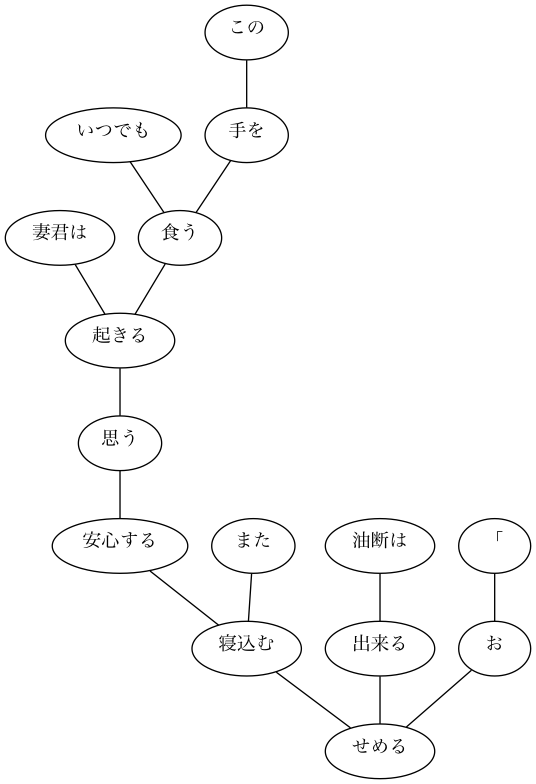 この
いつでも
手を
妻君は
食う
起きる
思う
安心する
また
油断は
「
寝込む
出来る
お
せめる